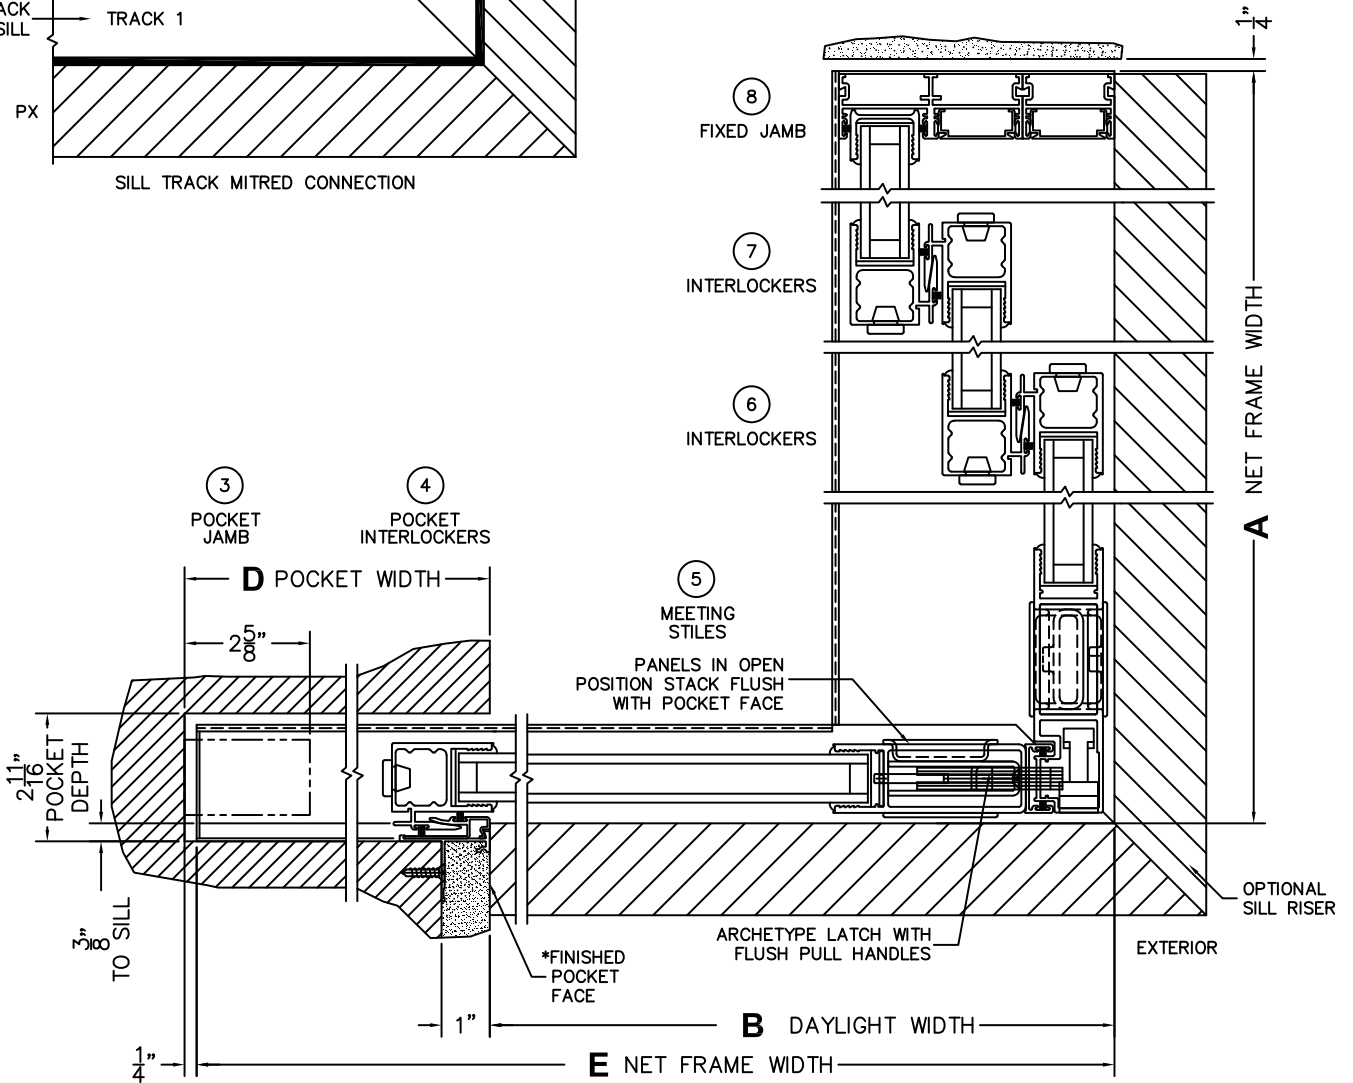 ACK
SILL
TRACK 1
PX
SILL TRACK MITRED CONNECTION
1/4"
8
FIXED JAMB
7
INTERLOCKERS
6
INTERLOCKERS
A NET FRAME WIDTH
3
POCKET
JAMB
4
POCKET
INTERLOCKERS
D POCKET WIDTH
2 5/8"
5
MEETING
STILES
PANELS IN OPEN
POSITION STACK FLUSH
WITH POCKET FACE
2 11/16"
POCKET
DEPTH
3/8"
TO SILL
OPTIONAL
SILL RISER
ARCHETYPE LATCH WITH
FLUSH PULL HANDLES
EXTERIOR
*FINISHED
POCKET
FACE
1"
B DAYLIGHT WIDTH
1/4"
E NET FRAME WIDTH